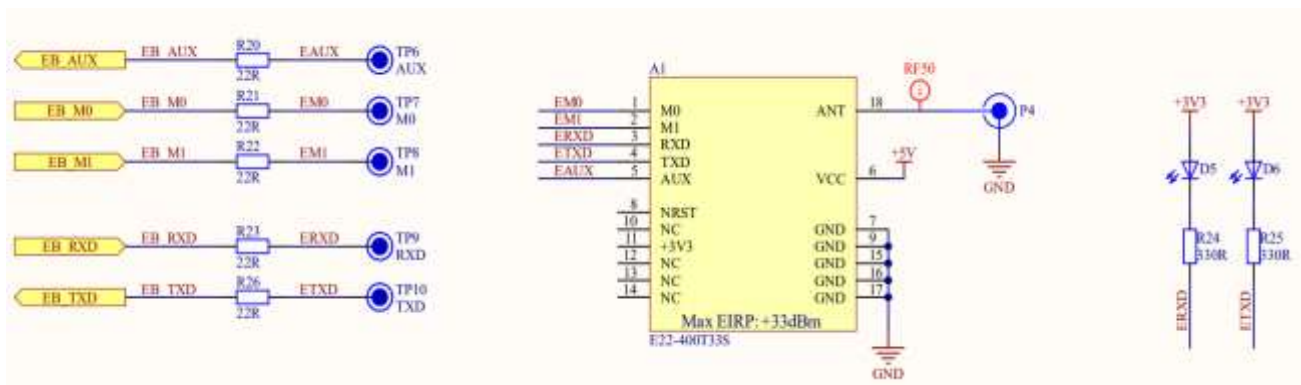 EB_AUX
EB_AUX
R20
22R
EAUX
TP6
AUX
EB_M0
EB_M0
R21
22R
EM0
TP7
M0
EB_M1
EB_M1
R22
22R
EM1
TP8
M1
EB_RXD
EB_RXD
R23
22R
ERXD
TP9
RXD
EB_TXD
EB_TXD
R26
22R
ETXD
TP10
TXD
A1
EM0 1 M0
EM1 2 M1
ERXD 3 RXD
ETXD 4 TXD
EAUX 5 AUX
8 NRST
10 NC
11 +3V3
12 NC
13 NC
14 NC
ANT 18
VCC 6
GND 7
GND 9
GND 15
GND 16
GND 17
Max EIRP: +33dBm
E22-400T33S
RF50
P4
GND
+5V
GND
+3V3
+3V3
D5
D6
R24
330R
R25
330R
ERXD
ETXD